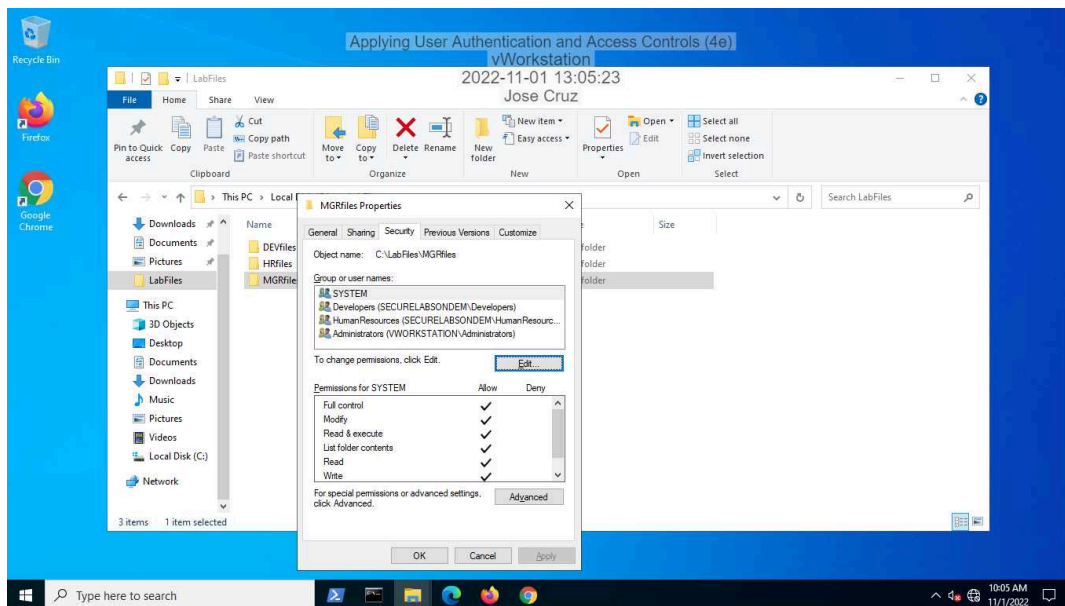 Recycle Bin
Firefox
Google
Chrome
Applying User Authentication and Access Controls (4e)
vWorkstation
2022-11-01 13:05:23
Jose Cruz
LabFiles
File Home Share View
Pin to Quick
access
Copy
Paste
Cut
Copy path
Paste shortcut
Clipboard
Move
to
Copy
to
Delete
Rename
Organize
New
folder
New item
Easy access
New
Properties
Open
Edit
Open
Select all
Select none
Invert selection
Select
This PC > Local
Search LabFiles
Downloads
Documents
Pictures
LabFiles
This PC
3D Objects
Desktop
Documents
Downloads
Music
Pictures
Videos
Local Disk (C:)
Network
Name
Size
DEVfiles
folder
HRfiles
folder
MGRfile
folder
3 items 1 item selected
MGRfiles Properties
General Sharing Security Previous Versions Customize
Object name: C:\LabFiles\MGRfiles
Group or user names:
SYSTEM
Developers (SECURELABSONDEM\Developers)
HumanResources (SECURELABSONDEM\HumanResourc...
Administrators (VWORKSTATION\Administrators)
To change permissions, click Edit.
Edit...
Permissions for SYSTEM Allow Deny
Full control
Modify
Read & execute
List folder contents
Read
Write
For special permissions or advanced settings,
click Advanced.
Advanced
OK Cancel Apply
Type here to search
10:05 AM
11/1/2022